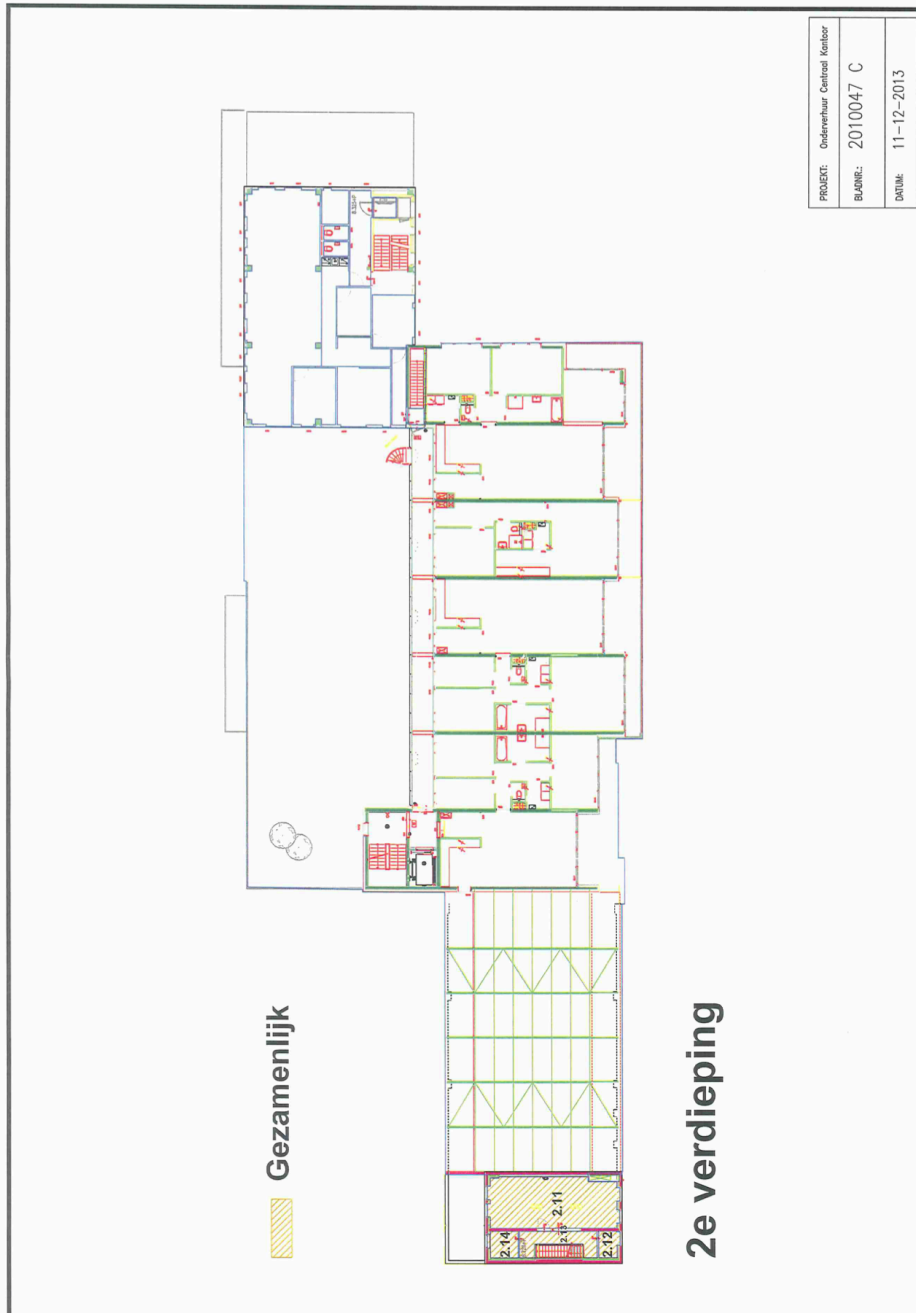 PROJEKT: Onderverhuur Centraal Kantoor
BLADNR.: 2010047 C
DATUM: 11-12-2013
Gezamenlijk
2e verdieping
2.14
2.11
2.13
2.12